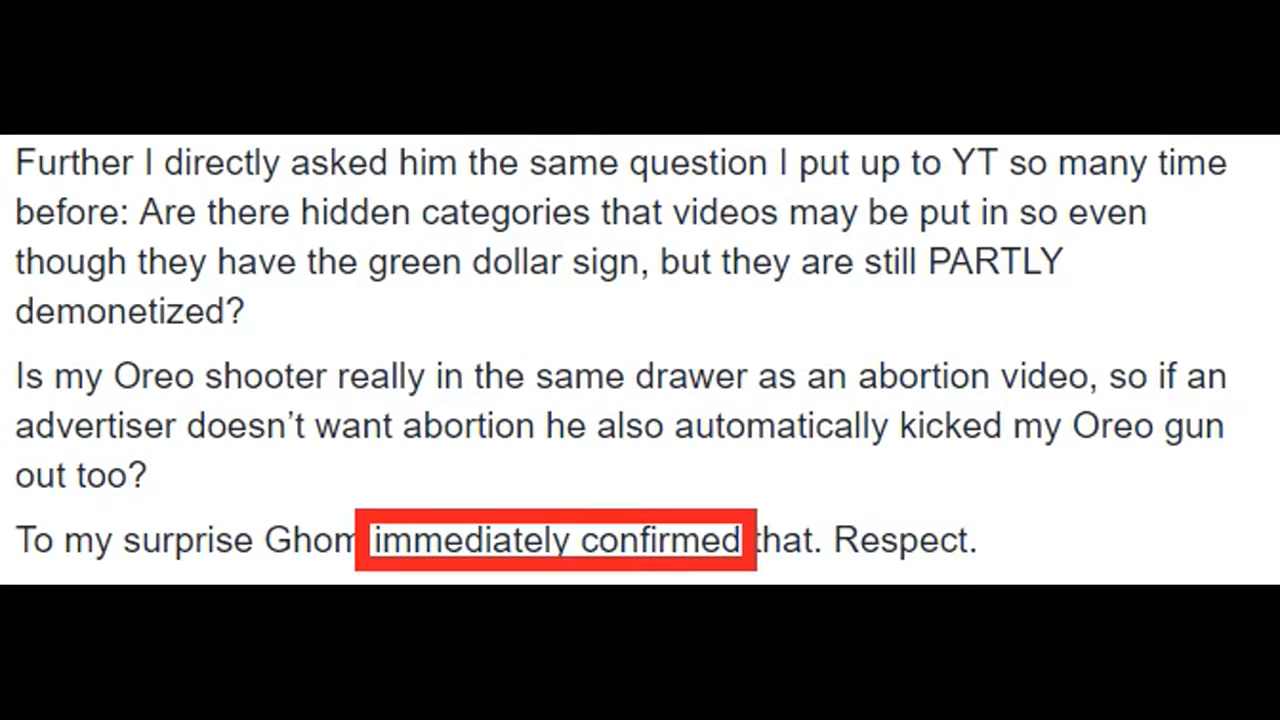 Further I directly asked him the same question I put up to YT so many time
before: Are there hidden categories that videos may be put in so even
though they have the green dollar sign, but they are still PARTLY
demonetized?
Is my Oreo shooter really in the same drawer as an abortion video, so if an
advertiser doesn’t want abortion he also automatically kicked my Oreo gun
out too?
To my surprise Ghom immediately confirmed that. Respect.